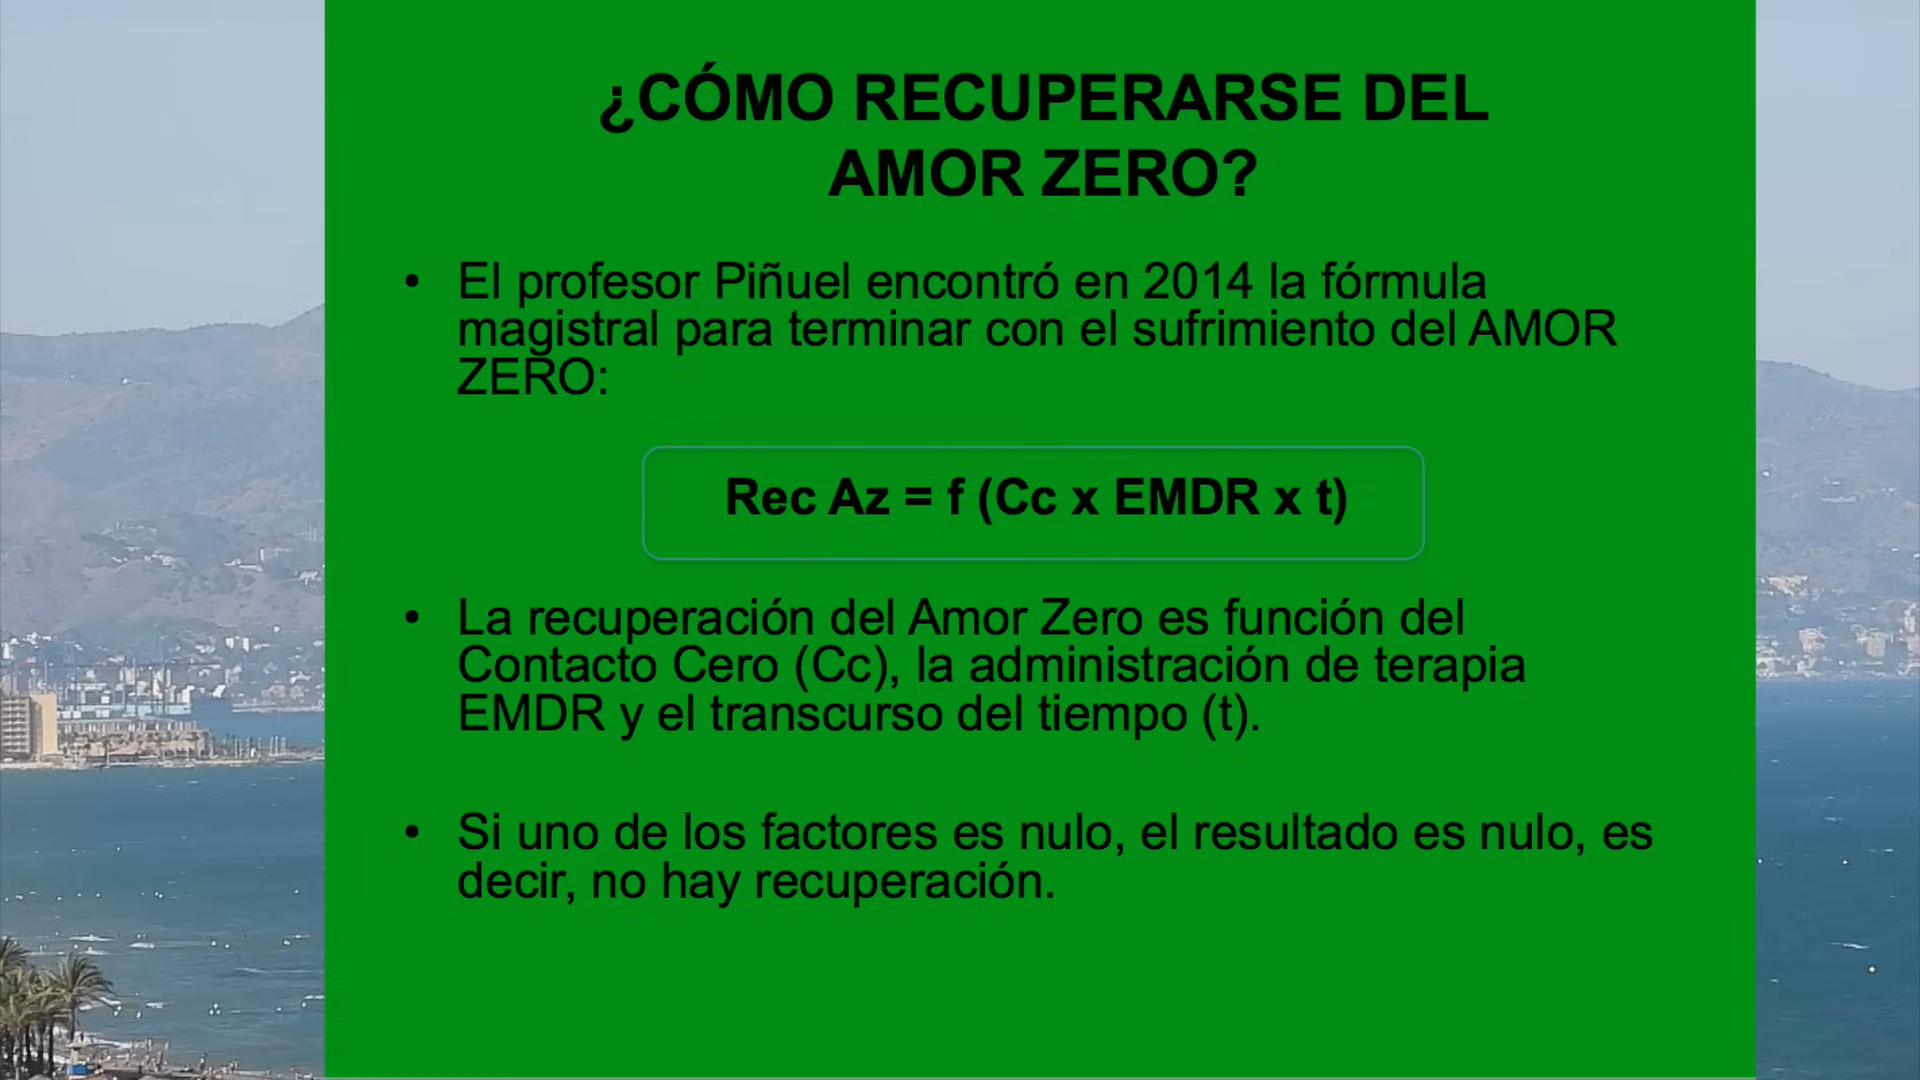 ¿CÓMO RECUPERARSE DEL
AMOR ZERO?
• El profesor Piñuel encontró en 2014 la fórmula
magistral para terminar con el sufrimiento del AMOR
ZERO:
Rec Az = f (Cc x EMDR x t)
• La recuperación del Amor Zero es función del
Contacto Cero (Cc), la administración de terapia
EMDR y el transcurso del tiempo (t).
• Si uno de los factores es nulo, el resultado es nulo, es
decir, no hay recuperación.